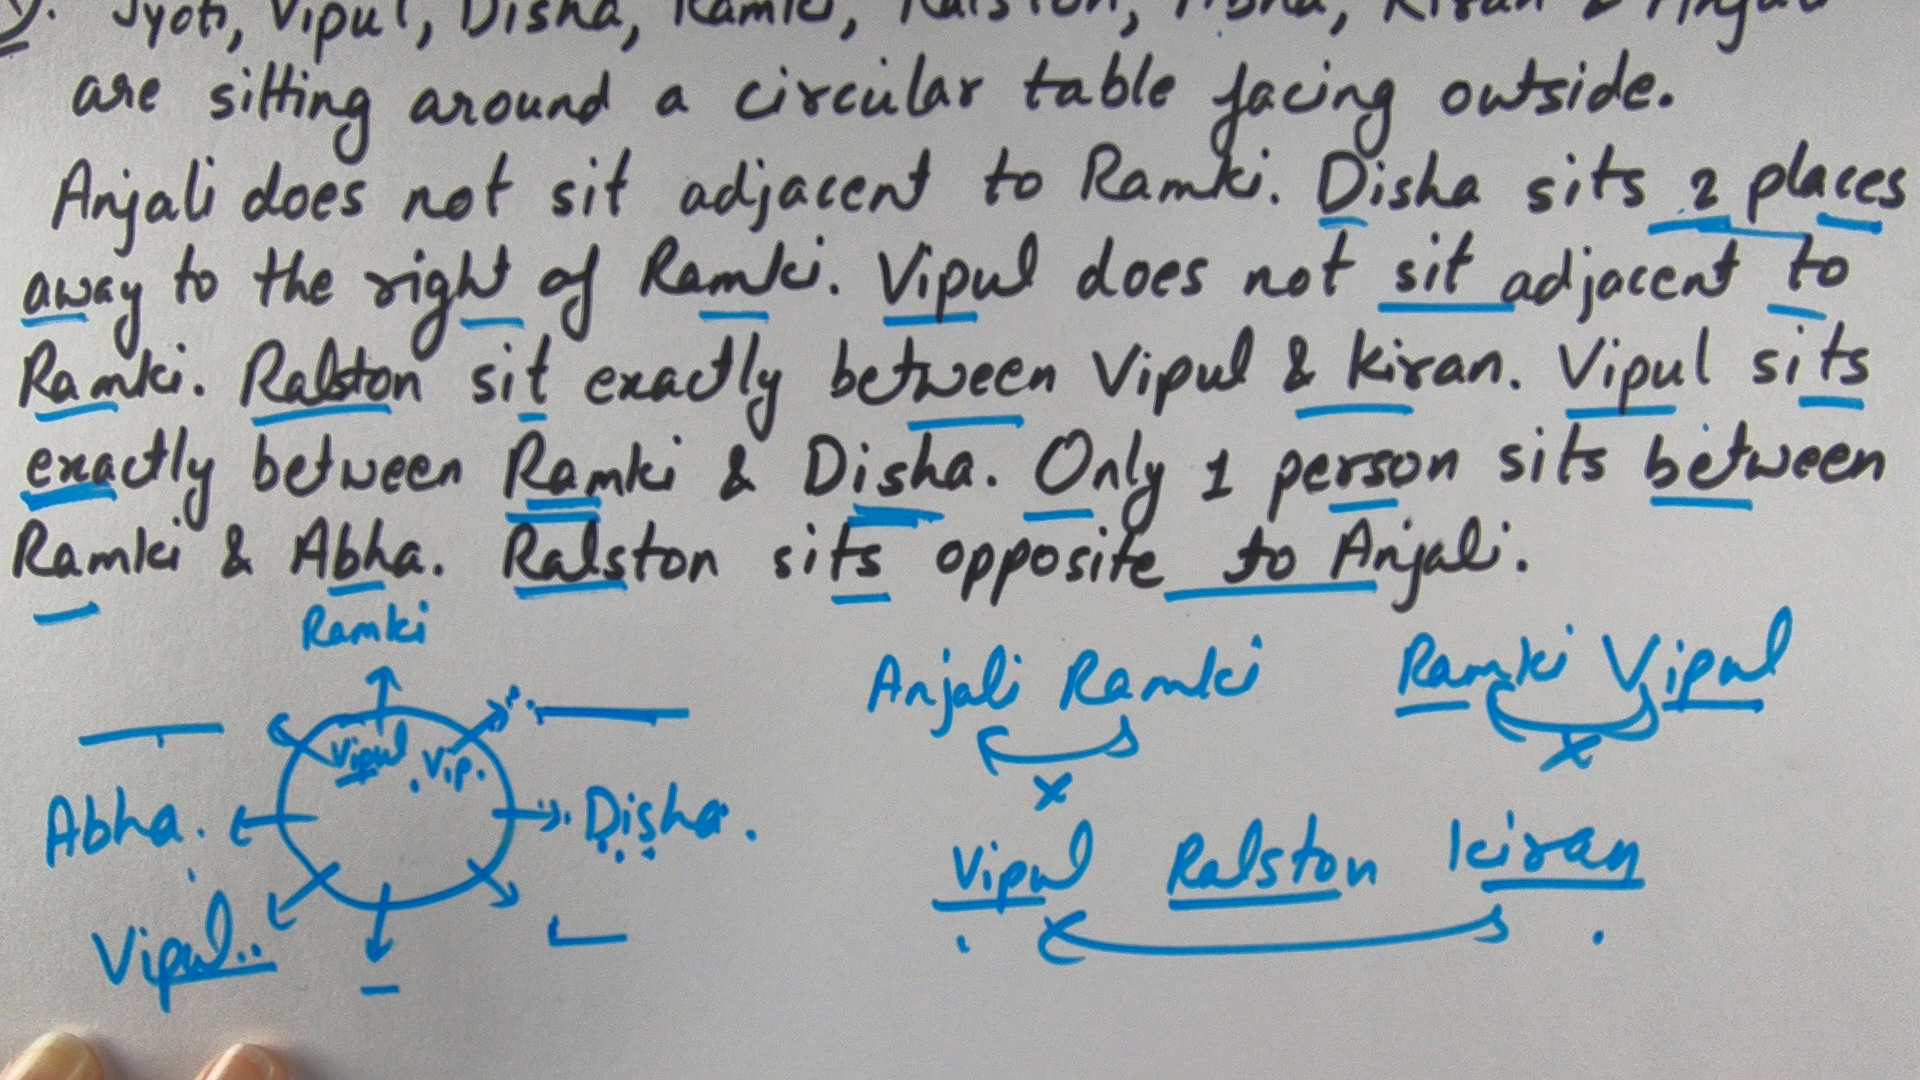 Jyoti, Vipul, Disha, Ramki, Ralston, Abha, Kiran & Anjali
are sitting around a circular table facing outside.
Anjali does not sit adjacent to Ramki. Disha sits 2 places
away to the right of Ramki. Vipul does not sit adjacent to
Ramki. Ralston sit exactly between Vipul & Kiran. Vipul sits
exactly between Ramki & Disha. Only 1 person sits between
Ramki & Abha. Ralston sits opposite to Anjali.
Ramki
Anjali Ramki
Ramki Vipul
x
x
Vipul Vip.
Abha.
Disha.
Vipul Ralston Kiran
Vipul..